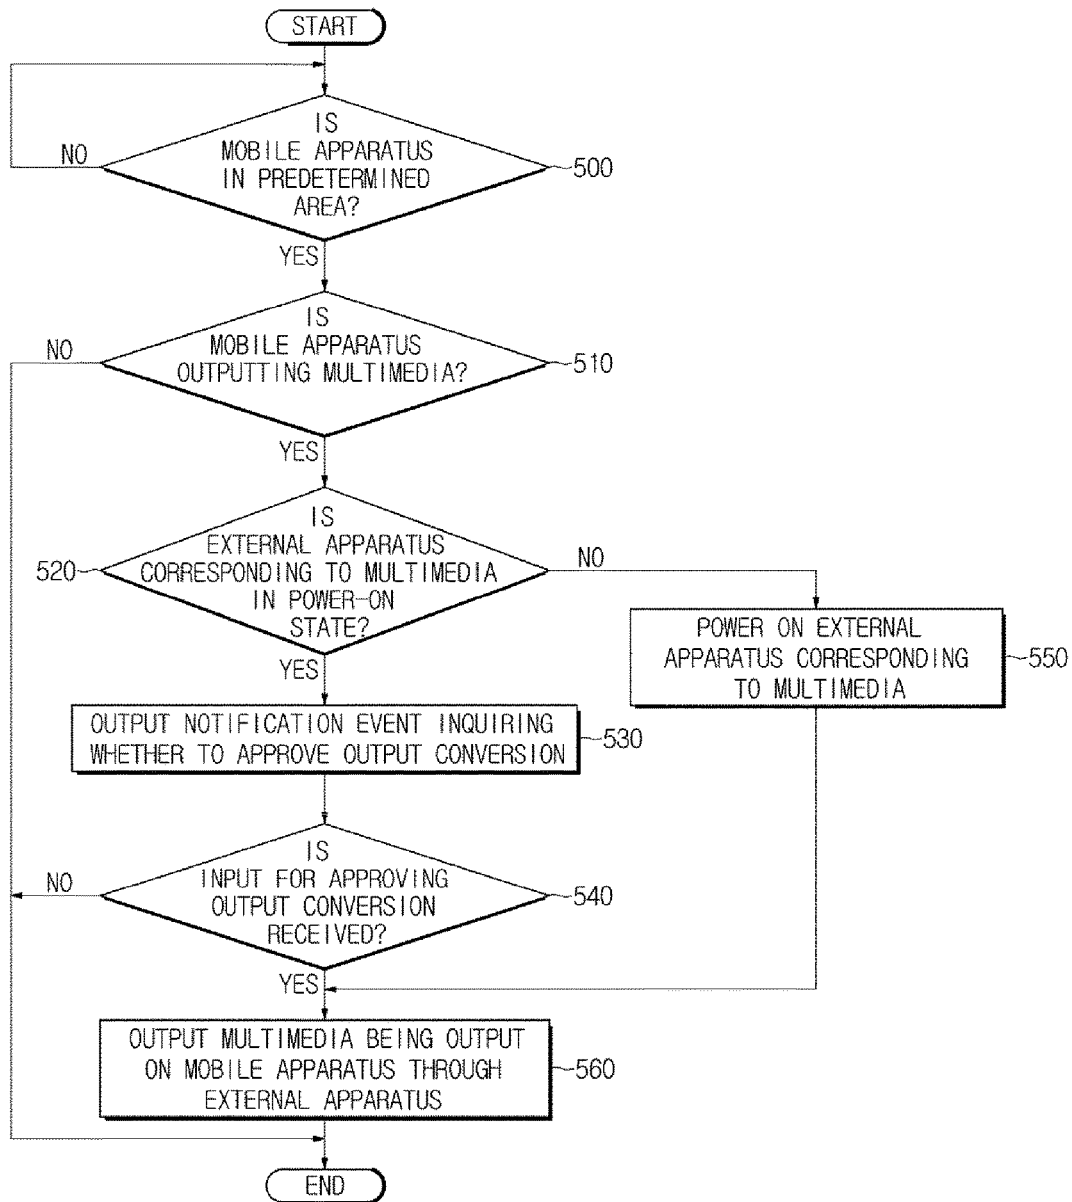 START
IS
MOBILE APPARATUS
IN PREDETERMINED
AREA?
NO
500
YES
IS
MOBILE APPARATUS
OUTPUTTING MULTIMEDIA?
NO
510
YES
IS
EXTERNAL APPARATUS
CORRESPONDING TO MULTIMEDIA
IN POWER-ON
STATE?
520
NO
YES
POWER ON EXTERNAL
APPARATUS CORRESPONDING
TO MULTIMEDIA
550
OUTPUT NOTIFICATION EVENT INQUIRING
WHETHER TO APPROVE OUTPUT CONVERSION
530
IS
INPUT FOR APPROVING
OUTPUT CONVERSION
RECEIVED?
NO
540
YES
OUTPUT MULTIMEDIA BEING OUTPUT
ON MOBILE APPARATUS THROUGH
EXTERNAL APPARATUS
560
END